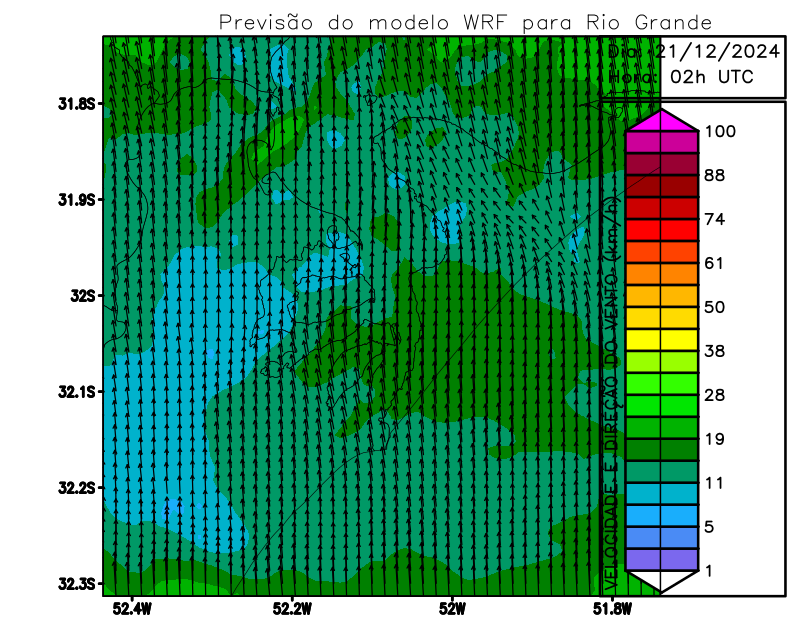 Previsão do modelo WRF para Rio Grande
Dia: 21/12/2024
Hora: 02h UTC
31.8S
31.9S
32S
32.1S
32.2S
32.3S
52.4W
52.2W
52W
51.8W
VELOCIDADE E DIREÇÃO DO VENTO (km/h)
100
88
74
61
50
38
28
19
11
5
1